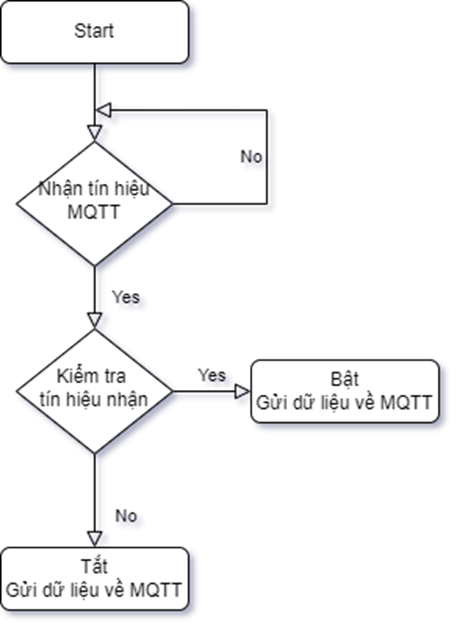 Start
No
Nhận tín hiệu
MQTT
Yes
Kiểm tra
tín hiệu nhận
Yes
Bật
Gửi dữ liệu về MQTT
No
Tắt
Gửi dữ liệu về MQTT